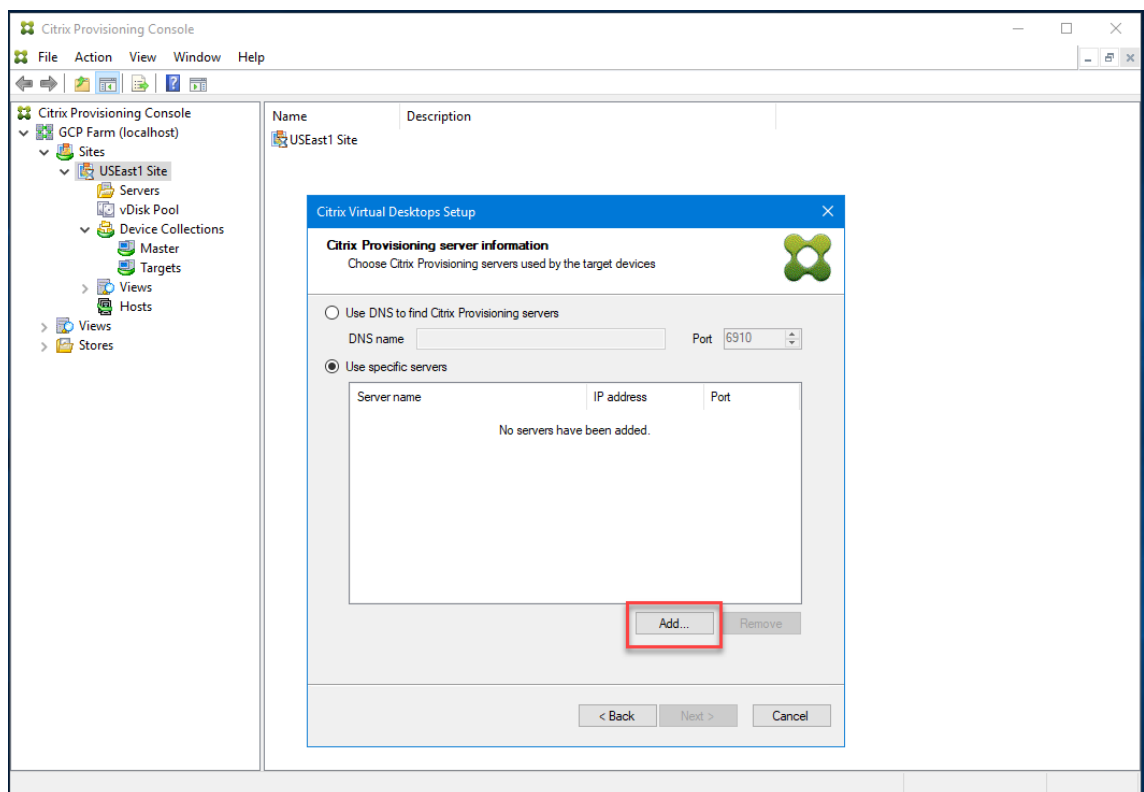 Citrix Provisioning Console
File Action View Window Help
Citrix Provisioning Console
GCP Farm (localhost)
Sites
USEast1 Site
Servers
vDisk Pool
Device Collections
Master
Targets
Views
Hosts
Views
Stores
Name Description
USEast1 Site
Citrix Virtual Desktops Setup
Citrix Provisioning server information
Choose Citrix Provisioning servers used by the target devices
Use DNS to find Citrix Provisioning servers
DNS name Port 6910
Use specific servers
Server name IP address Port
No servers have been added.
Add... Remove
< Back Next > Cancel